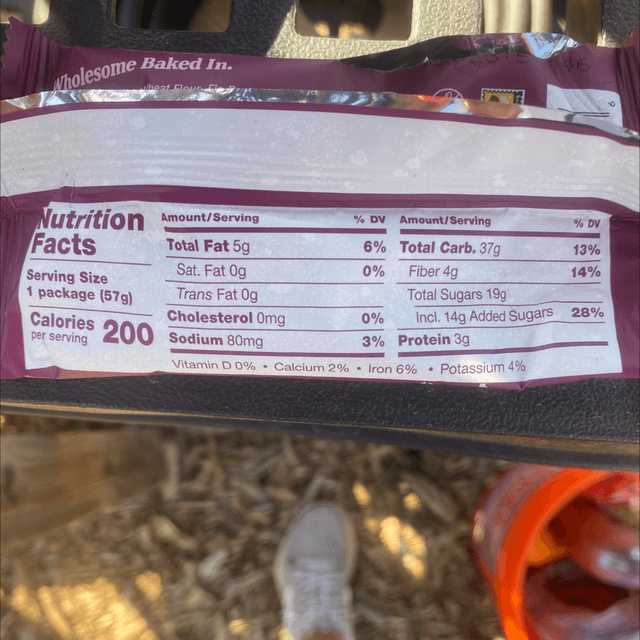 Wholesome Baked In.
Nutrition
Facts
Serving Size
1 package (57g)
Calories
per serving
200
Amount/Serving % DV
Total Fat 5g 6%
Sat. Fat 0g 0%
Trans Fat 0g
Cholesterol 0mg 0%
Sodium 80mg 3%
Amount/Serving % DV
Total Carb. 37g 13%
Fiber 4g 14%
Total Sugars 19g
Incl. 14g Added Sugars 28%
Protein 3g
Vitamin D 0% • Calcium 2% • Iron 6% • Potassium 4%